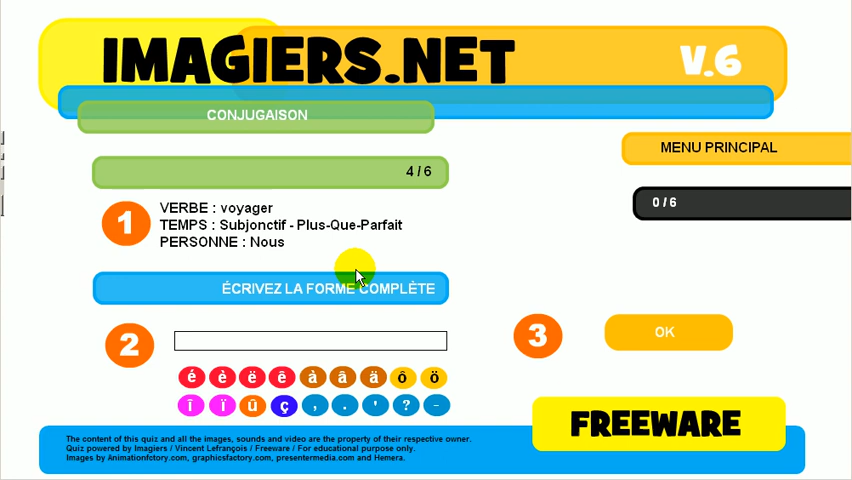 IMAGIERS.NET
V.6
CONJUGAISON
MENU PRINCIPAL
4 / 6
0 / 6
1
VERBE : voyager
TEMPS : Subjonctif - Plus-Que-Parfait
PERSONNE : Nous
ÉCRIVEZ LA FORME COMPLÈTE
2
3
OK
é è ë ê à â ä ô ö
î ï û ç , . ' ? -
FREEWARE
The content of this quiz and all the images, sounds and video are the property of their respective owner.
Quiz powered by Imagiers / Vincent Lefrançois / Freeware / For educational purpose only.
Images by Animationfctory.com, graphicsfactory.com, presentermedia.com and Hemera.